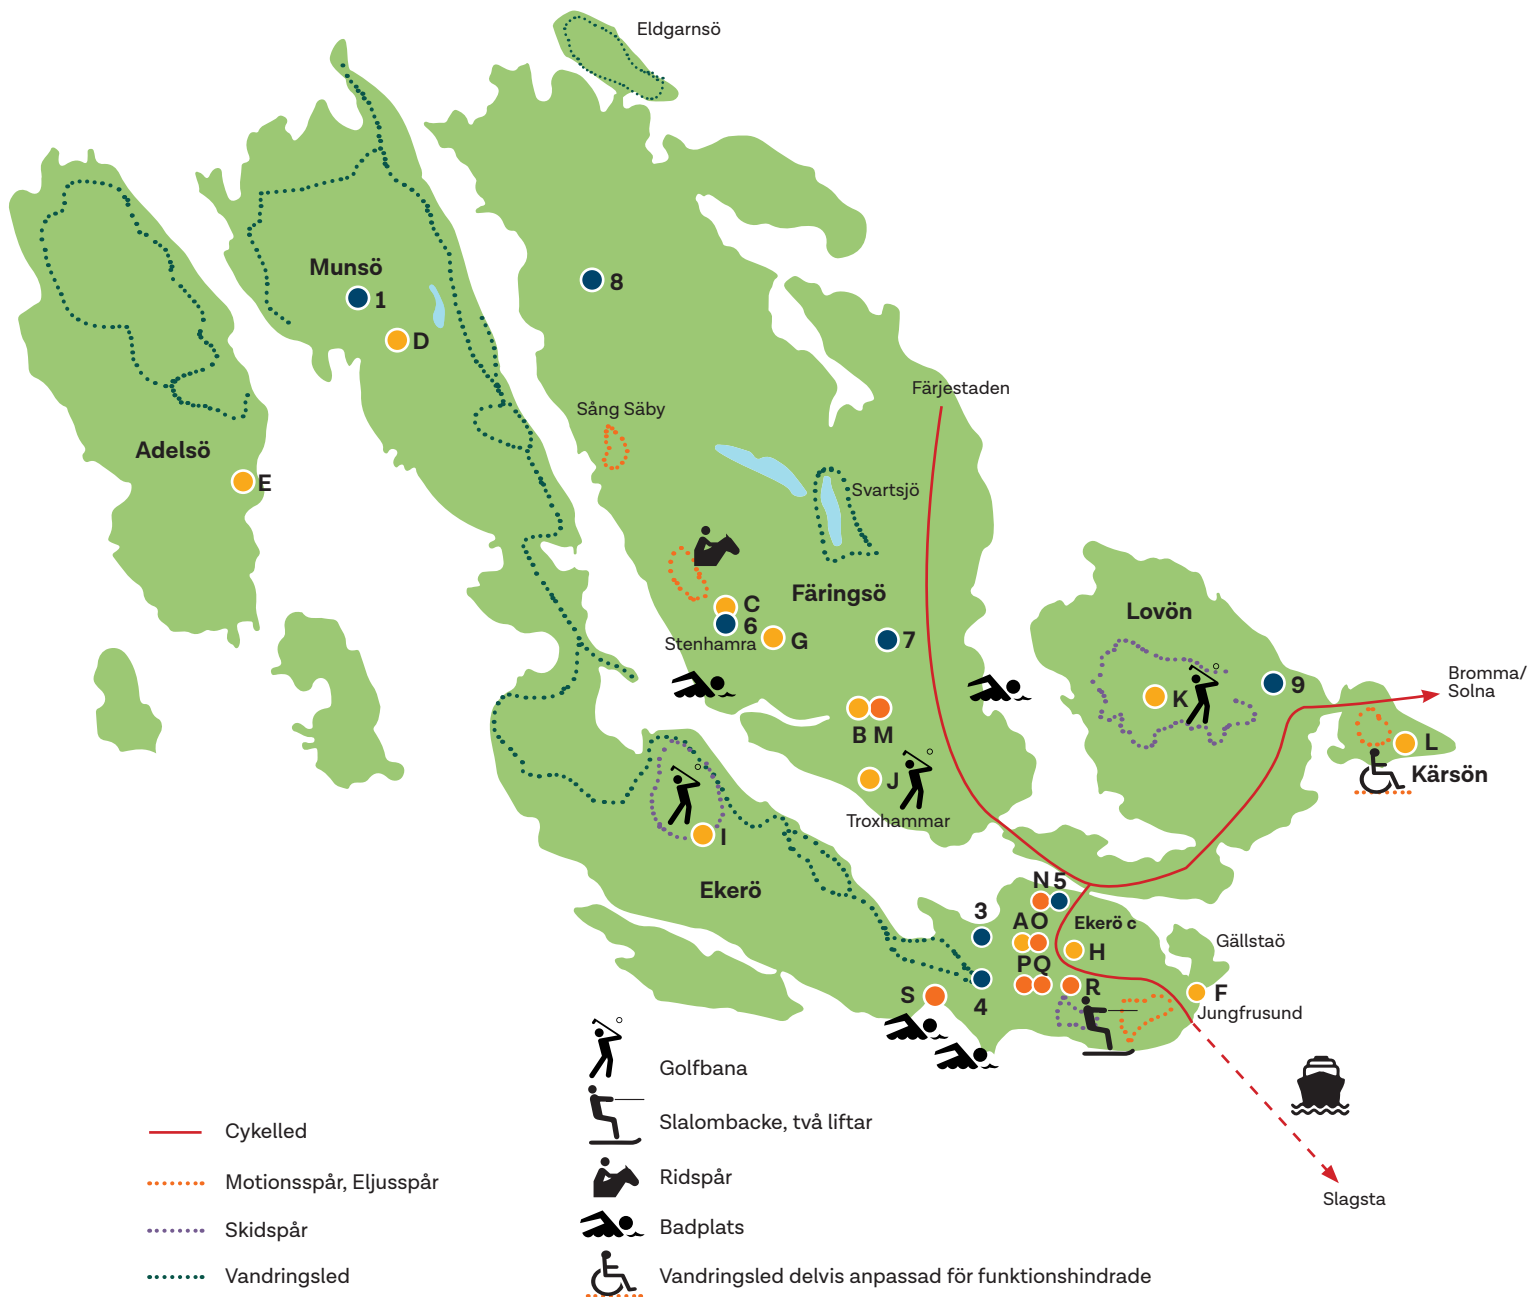 Eldgarnsö
Munsö
1
D
8
Färjestaden
Sång Säby
Adelsö
E
Svartsjö
C
6
Stenhamra
G
Färingsö
7
Lovön
K
9
Bromma/
Solna
L
Kärsön
B M
J
Troxhammar
I
Ekerö
N 5
3
A O
Ekerö c
H
P Q
R
S
4
Gällstaö
F
Jungfrusund
Slagsta
Cykelled
Motionsspår, Eljusspår
Skidspår
Vandringsled
Golfbana
Slalombacke, två liftar
Ridspår
Badplats
Vandringsled delvis anpassad för funktionshindrade